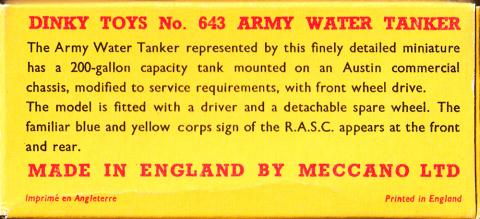 DINKY TOYS No. 643 ARMY WATER TANKER
The Army Water Tanker represented by this finely detailed miniature
has a 200-gallon capacity tank mounted on an Austin commercial
chassis, modified to service requirements, with front wheel drive.
The model is fitted with a driver and a detachable spare wheel. The
familiar blue and yellow corps sign of the R.A.S.C. appears at the front
and rear.
MADE IN ENGLAND BY MECCANO LTD
Imprimé en Angleterre Printed in England